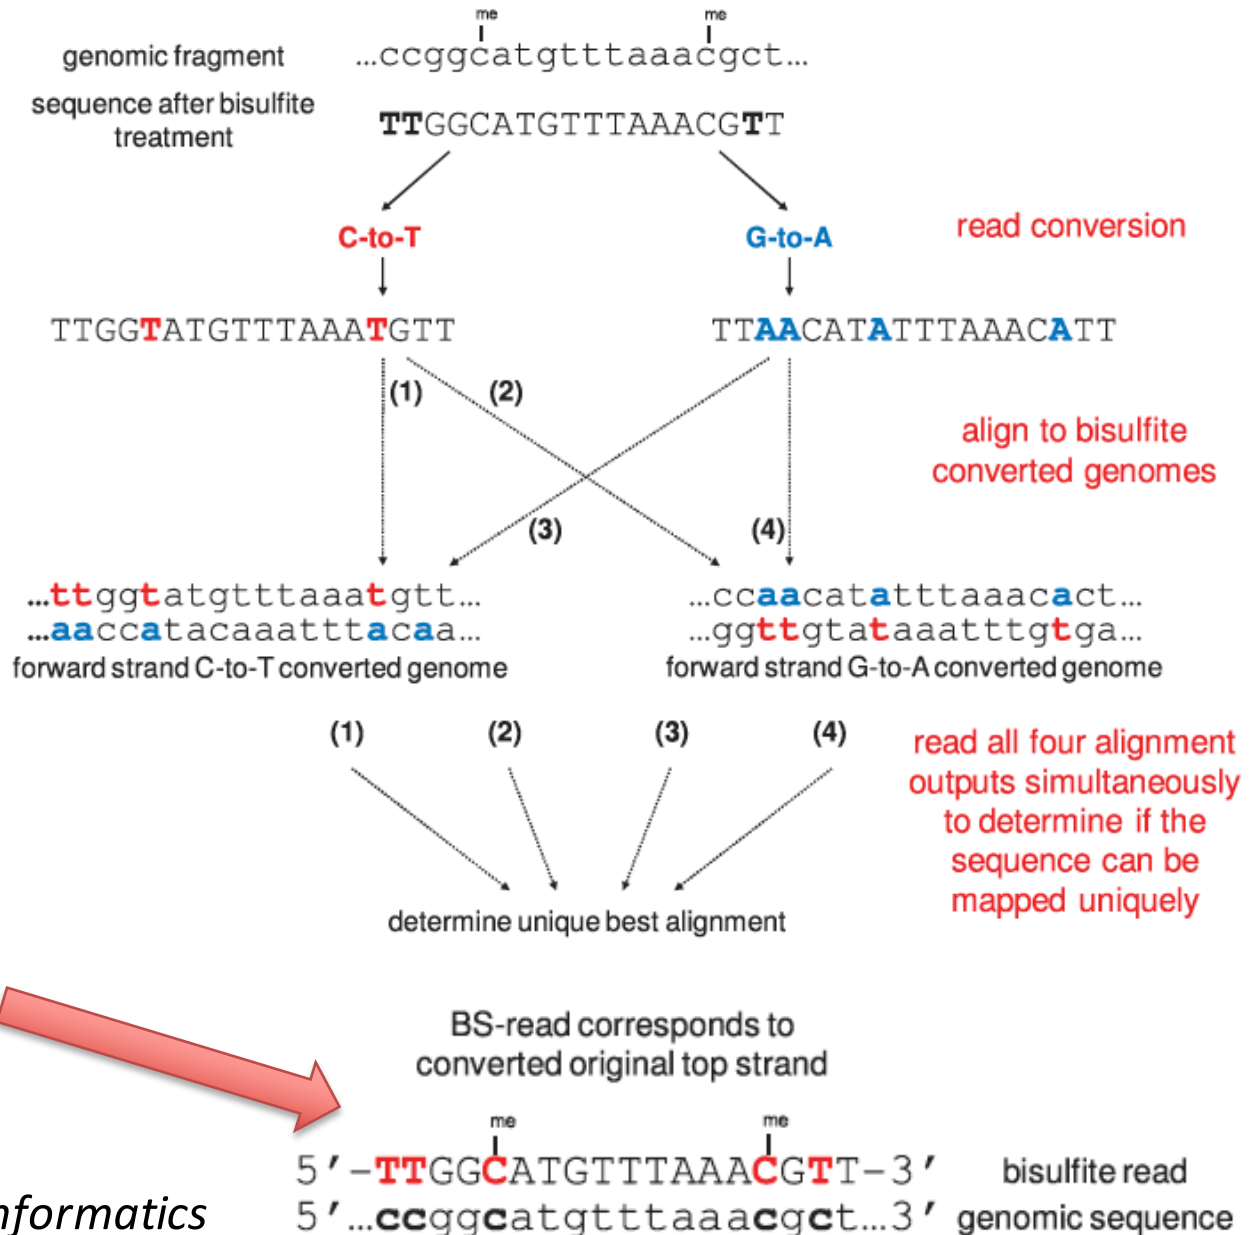 me me
genomic fragment ...ccggcatgtttaaacgct...
sequence after bisulfite
treatment
TTGGCATGTTTAAACGTT
C-to-T G-to-A read conversion
TTGGTATGTTTAAATGTT TTAACATATTTAAACATT
(1) (2)
align to bisulfite
converted genomes
(3) (4)
...ttggtatgtttaaatgtt... ...ccaacatatttaaacact...
...aaccatacaaatttacaa... ...ggttgtataaatttgtga...
forward strand C-to-T converted genome forward strand G-to-A converted genome
(1) (2) (3) (4)
read all four alignment
outputs simultaneously
to determine if the
sequence can be
mapped uniquely
determine unique best alignment
BS-read corresponds to
converted original top strand
me me
5'-TTGGCATGTTTAAACGTT-3' bisulfite read
nformatics 5'...ccggcatgtttaaacgct...3' genomic sequence